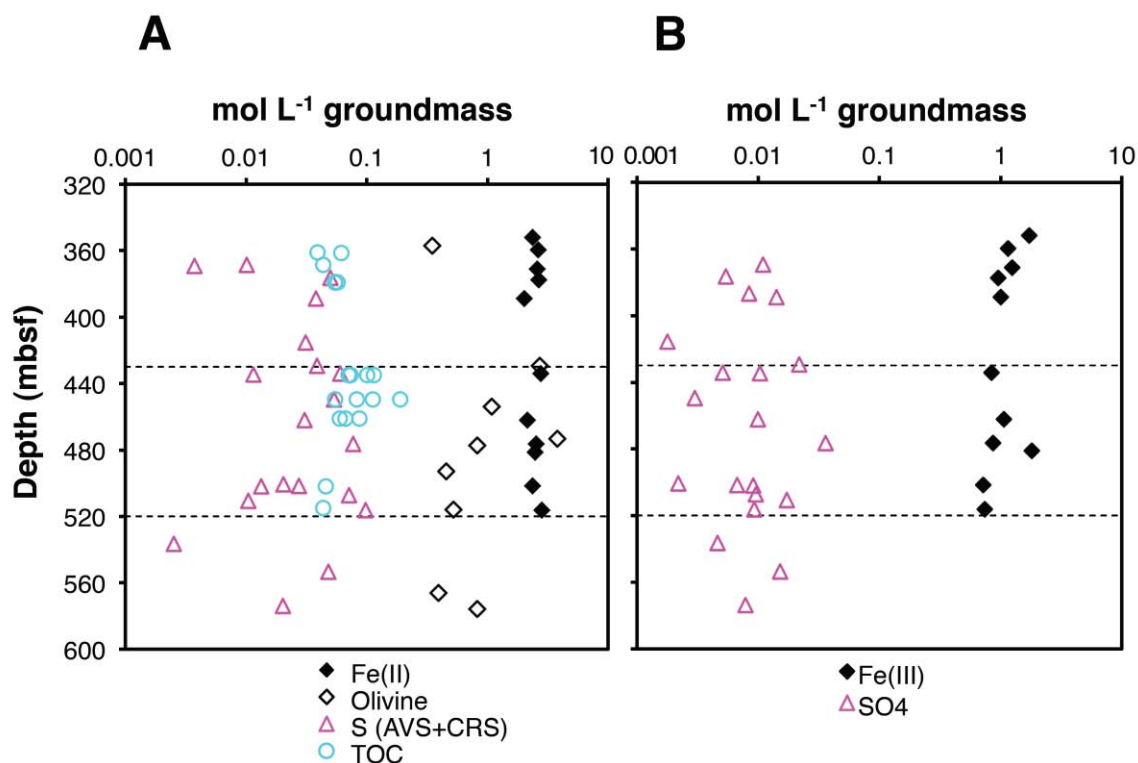 A
B
mol L-1 groundmass
mol L-1 groundmass
0.001 0.01 0.1 1 10
0.001 0.01 0.1 1 10
320
360
400
440
480
520
560
600
Depth (mbsf)
Fe(II)
Olivine
S (AVS+CRS)
TOC
Fe(III)
SO4